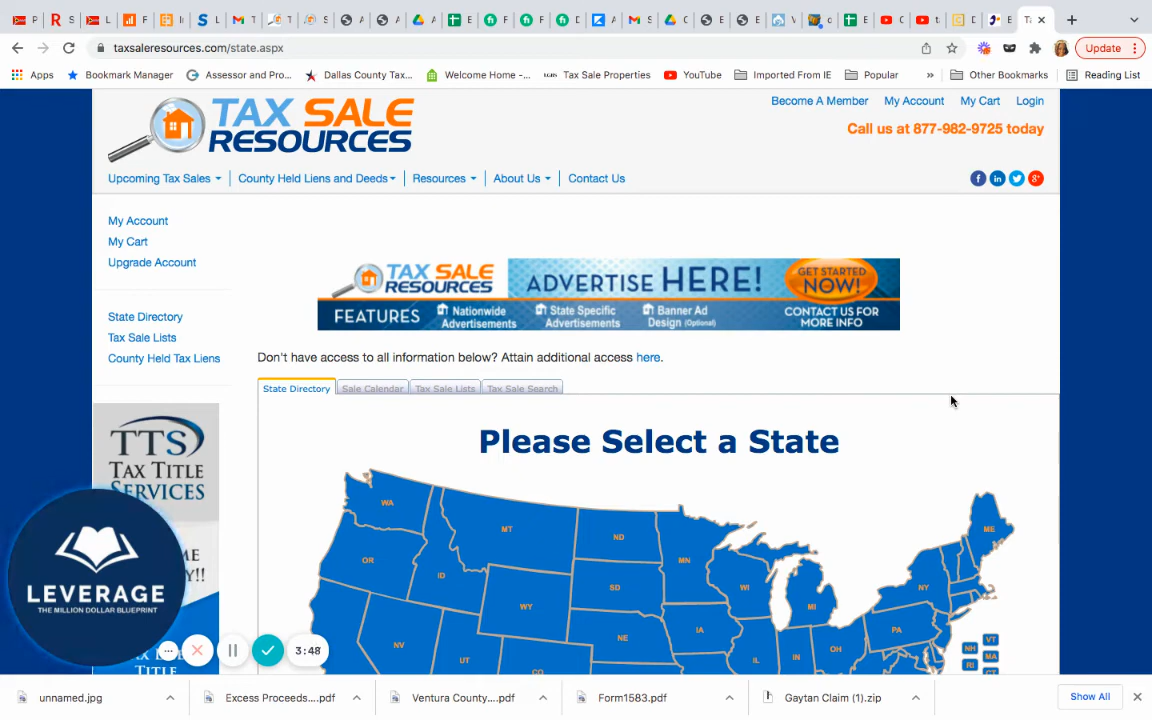 taxsaleresources.com/state.aspx
Update
Apps
Bookmark Manager
Assessor and Pro...
Dallas County Tax...
Welcome Home -...
Tax Sale Properties
YouTube
Imported From IE
Popular
»
Other Bookmarks
Reading List
TAX SALE
RESOURCES
Become A Member
My Account
My Cart
Login
Call us at 877-982-9725 today
Upcoming Tax Sales
County Held Liens and Deeds
Resources
About Us
Contact Us
My Account
My Cart
Upgrade Account
State Directory
Tax Sale Lists
County Held Tax Liens
TAX SALE
RESOURCES
ADVERTISE HERE!
GET STARTED
NOW!
FEATURES
Nationwide
Advertisements
State Specific
Advertisements
Banner Ad
Design (Optional)
CONTACT US FOR
MORE INFO
Don't have access to all information below? Attain additional access here.
State Directory
Sale Calendar
Tax Sale Lists
Tax Sale Search
Please Select a State
TTS
TAX TITLE
SERVICES
LEVERAGE
THE MILLION DOLLAR BLUEPRINT
3:48
WA
MT
ND
MN
ME
OR
ID
SD
WI
NY
WY
MI
IA
PA
NV
NE
UT
IL
IN
OH
VT
NH
MA
RI
unnamed.jpg
Excess Proceeds....pdf
Ventura County....pdf
Form1583.pdf
Gaytan Claim (1).zip
Show All